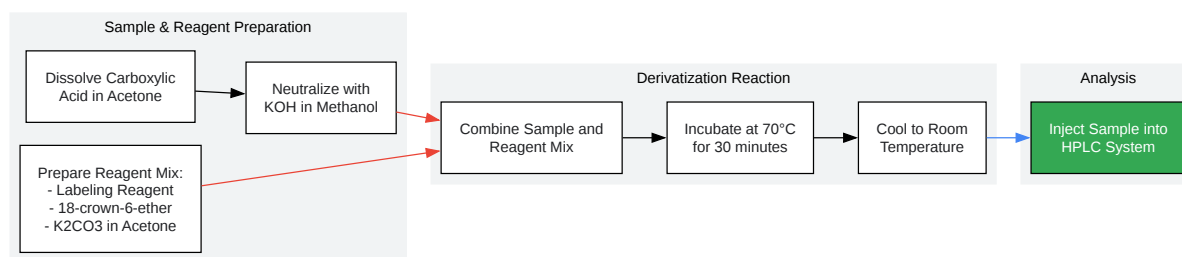 Sample & Reagent Preparation
Dissolve Carboxylic
Acid in Acetone
Neutralize with
KOH in Methanol
Prepare Reagent Mix:
- Labeling Reagent
- 18-crown-6-ether
- K2CO3 in Acetone
Derivatization Reaction
Combine Sample and
Reagent Mix
Incubate at 70°C
for 30 minutes
Cool to Room
Temperature
Analysis
Inject Sample into
HPLC System